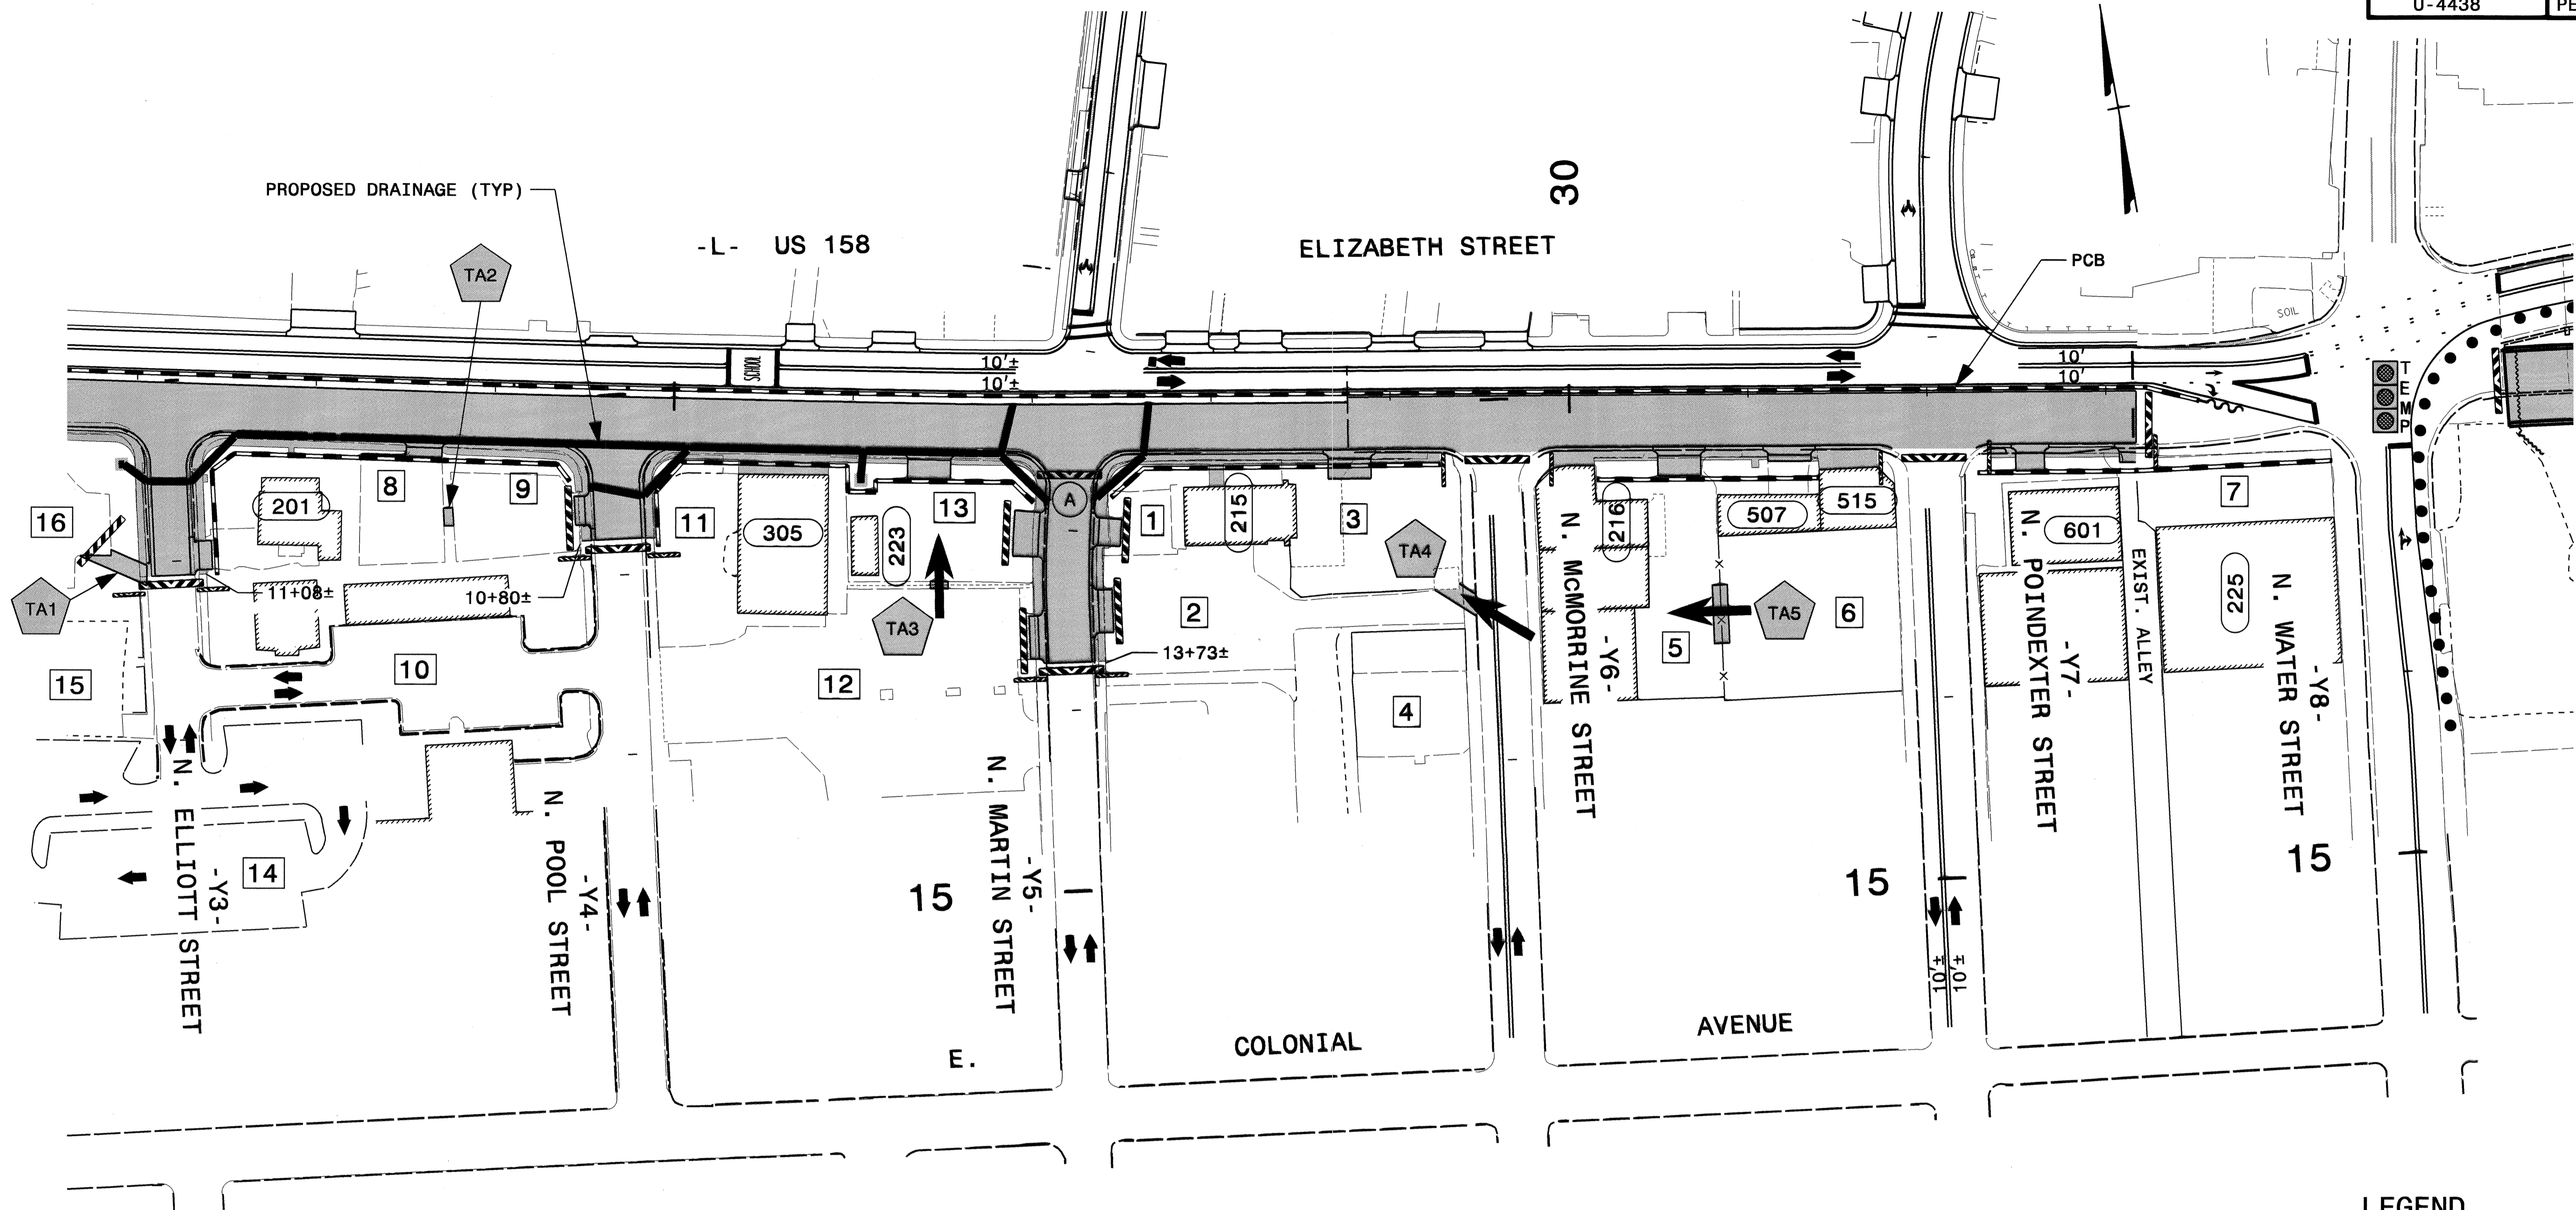 U-4438
PE
PROPOSED DRAINAGE (TYP)
-L- US 158
ELIZABETH STREET
30
TA2
PCB
SOIL
SCHOOL
10'±
10'±
10'
10'
TEMP
16
201
8
9
11
305
223
13
A
1
215
3
TA4
N. McMORRINE STREET
-Y6-
216
507
515
N. POINDEXTER STREET
-Y7-
601
EXIST. ALLEY
7
225
N. WATER STREET
-Y8-
TA1
11+08±
10+80±
TA3
2
13+73±
5
TA5
6
15
10
12
4
14
N. ELLIOTT STREET
-Y3-
N. POOL STREET
-Y4-
15
N. MARTIN STREET
-Y5-
15
15
10'±
10'±
E. COLONIAL AVENUE
LEGEND